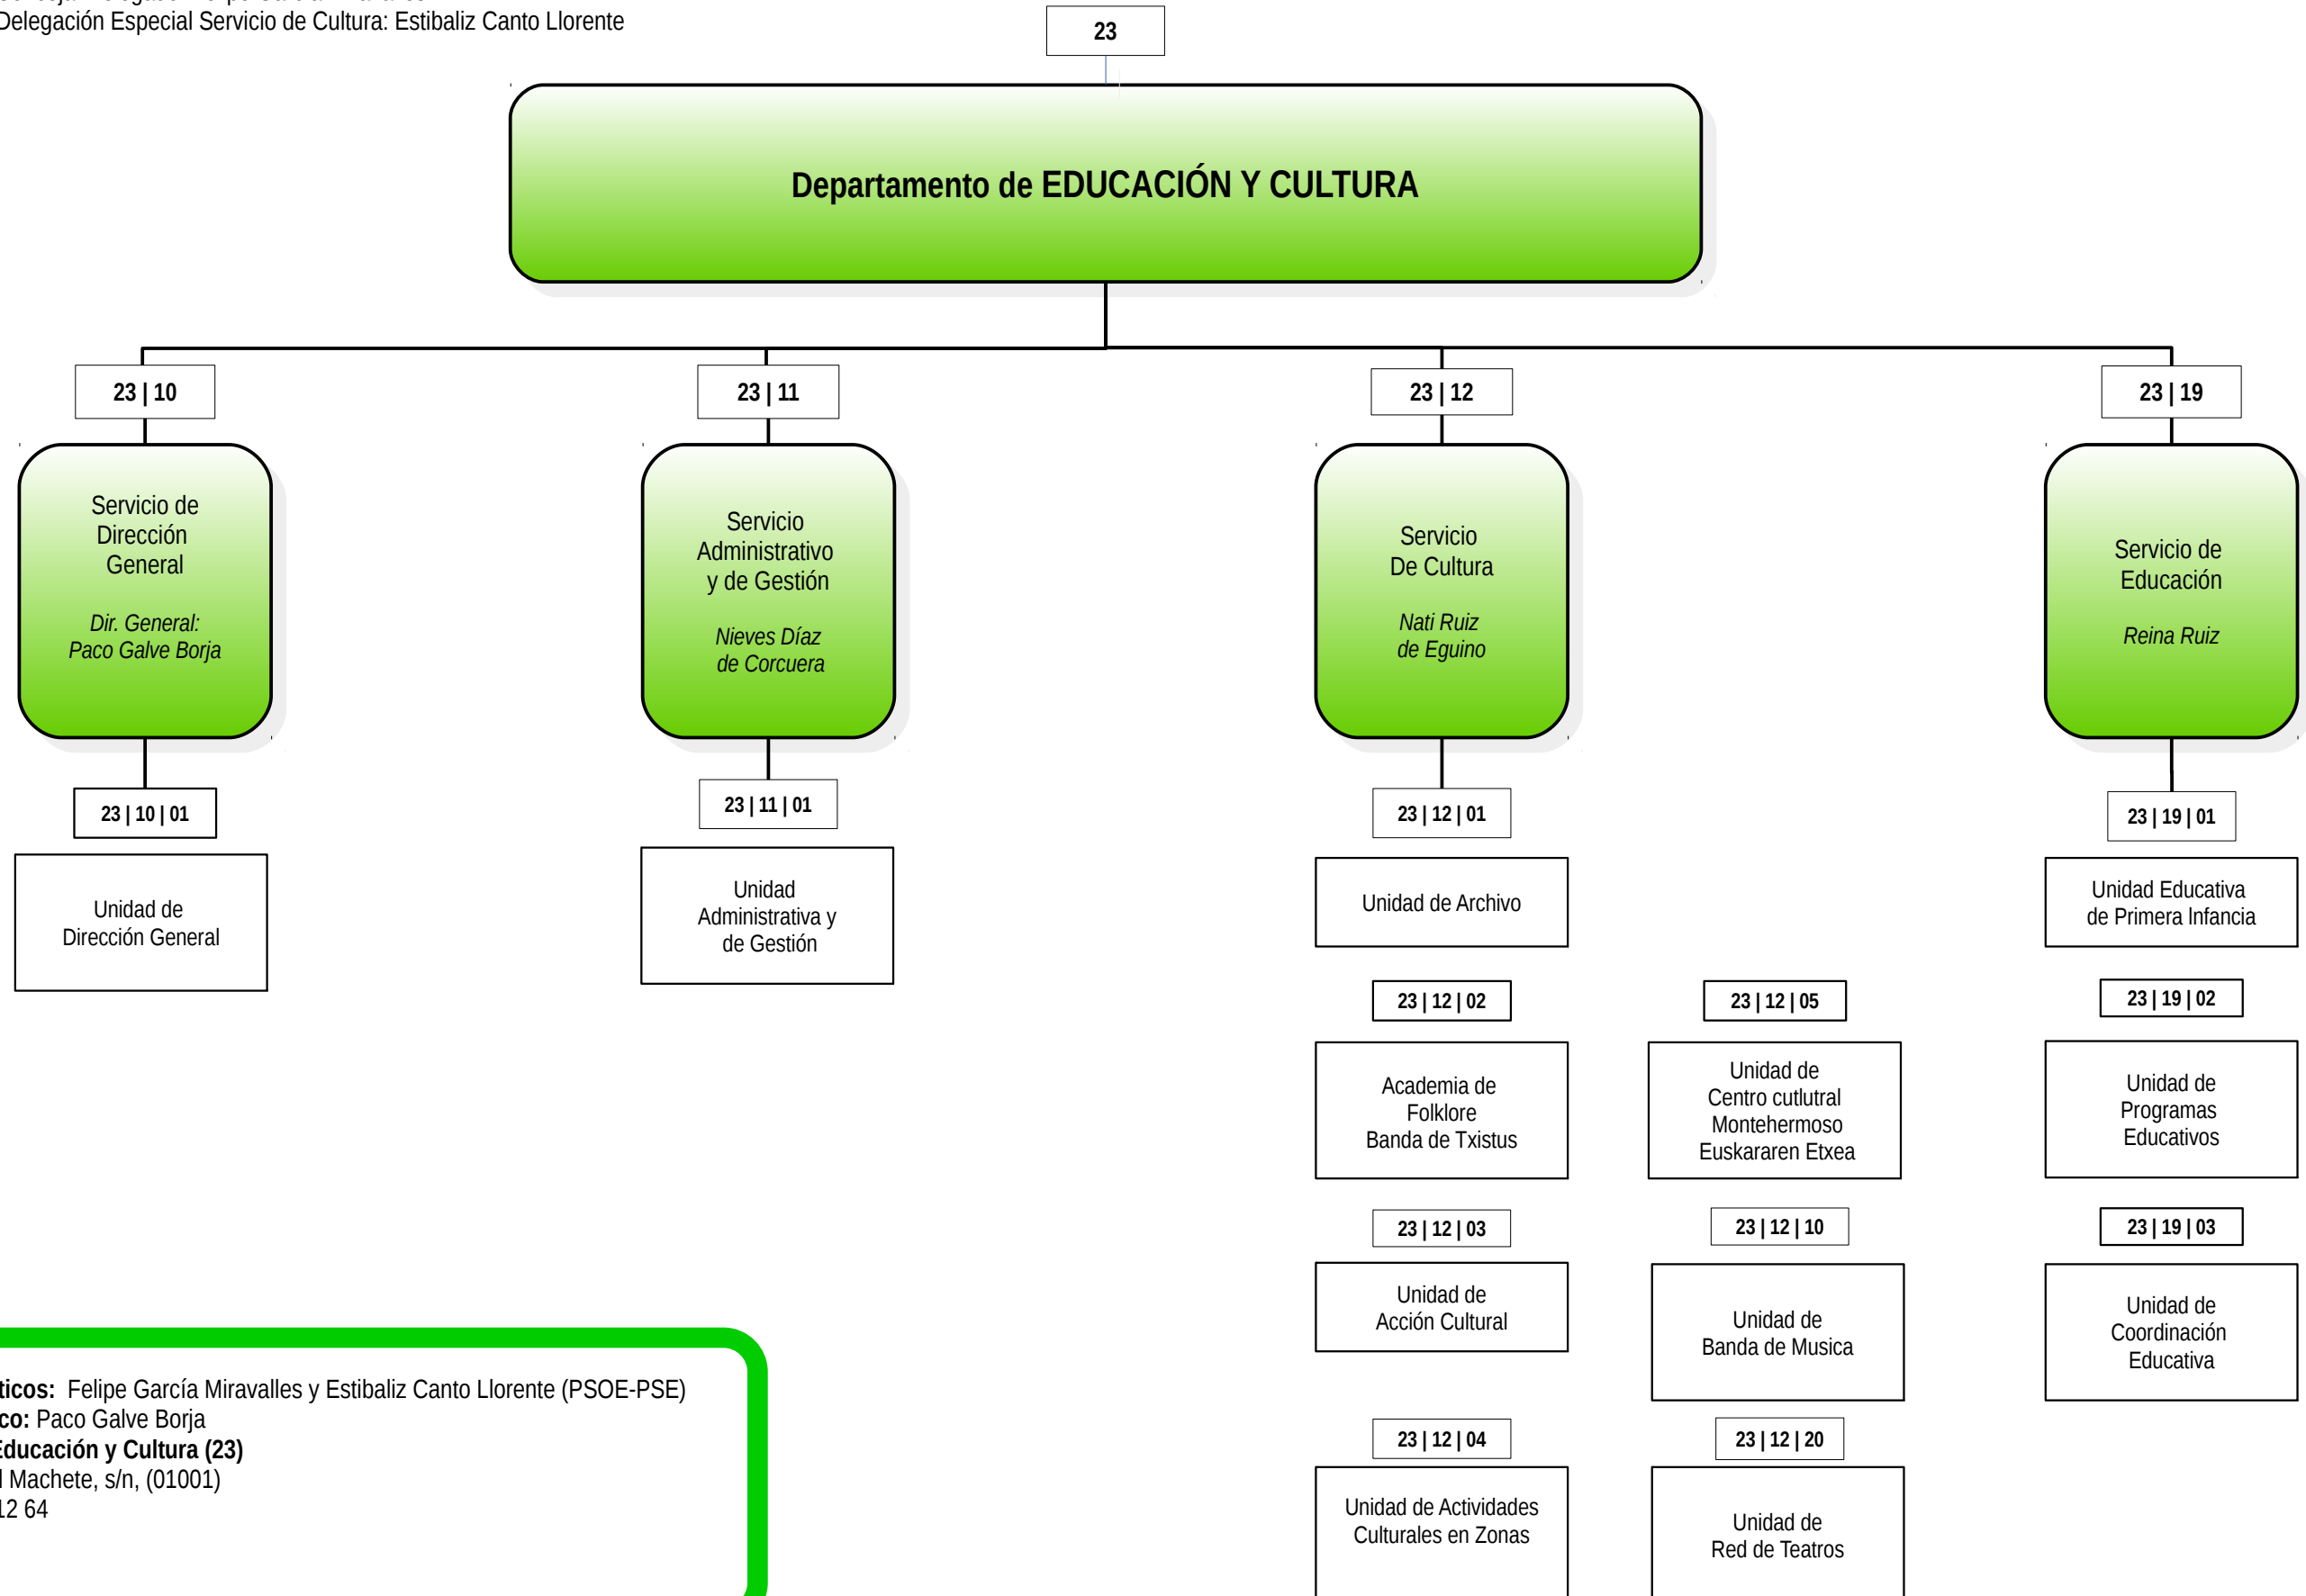 Delegación Especial Servicio de Cultura: Estibaliz Canto Llorente
23
Departamento de EDUCACIÓN Y CULTURA
23 | 10
23 | 11
23 | 12
23 | 19
Servicio de
Dirección
General
Dir. General:
Paco Galve Borja
Servicio
Administrativo
y de Gestión
Nieves Díaz
de Corcuera
Servicio
De Cultura
Nati Ruiz
de Eguino
Servicio de
Educación
Reina Ruiz
23 | 10 | 01
Unidad de
Dirección General
23 | 11 | 01
Unidad
Administrativa y
de Gestión
23 | 12 | 01
Unidad de Archivo
23 | 19 | 01
Unidad Educativa
de Primera Infancia
23 | 12 | 02
Academia de
Folklore
Banda de Txistus
23 | 12 | 05
Unidad de
Centro cutlutral
Montehermoso
Euskararen Etxea
23 | 19 | 02
Unidad de
Programas
Educativos
23 | 12 | 03
Unidad de
Acción Cultural
23 | 12 | 10
Unidad de
Banda de Musica
23 | 19 | 03
Unidad de
Coordinación
Educativa
23 | 12 | 04
Unidad de Actividades
Culturales en Zonas
23 | 12 | 20
Unidad de
Red de Teatros
ticos: Felipe García Miravalles y Estibaliz Canto Llorente (PSOE-PSE)
co: Paco Galve Borja
Educación y Cultura (23)
Machete, s/n, (01001)
12 64